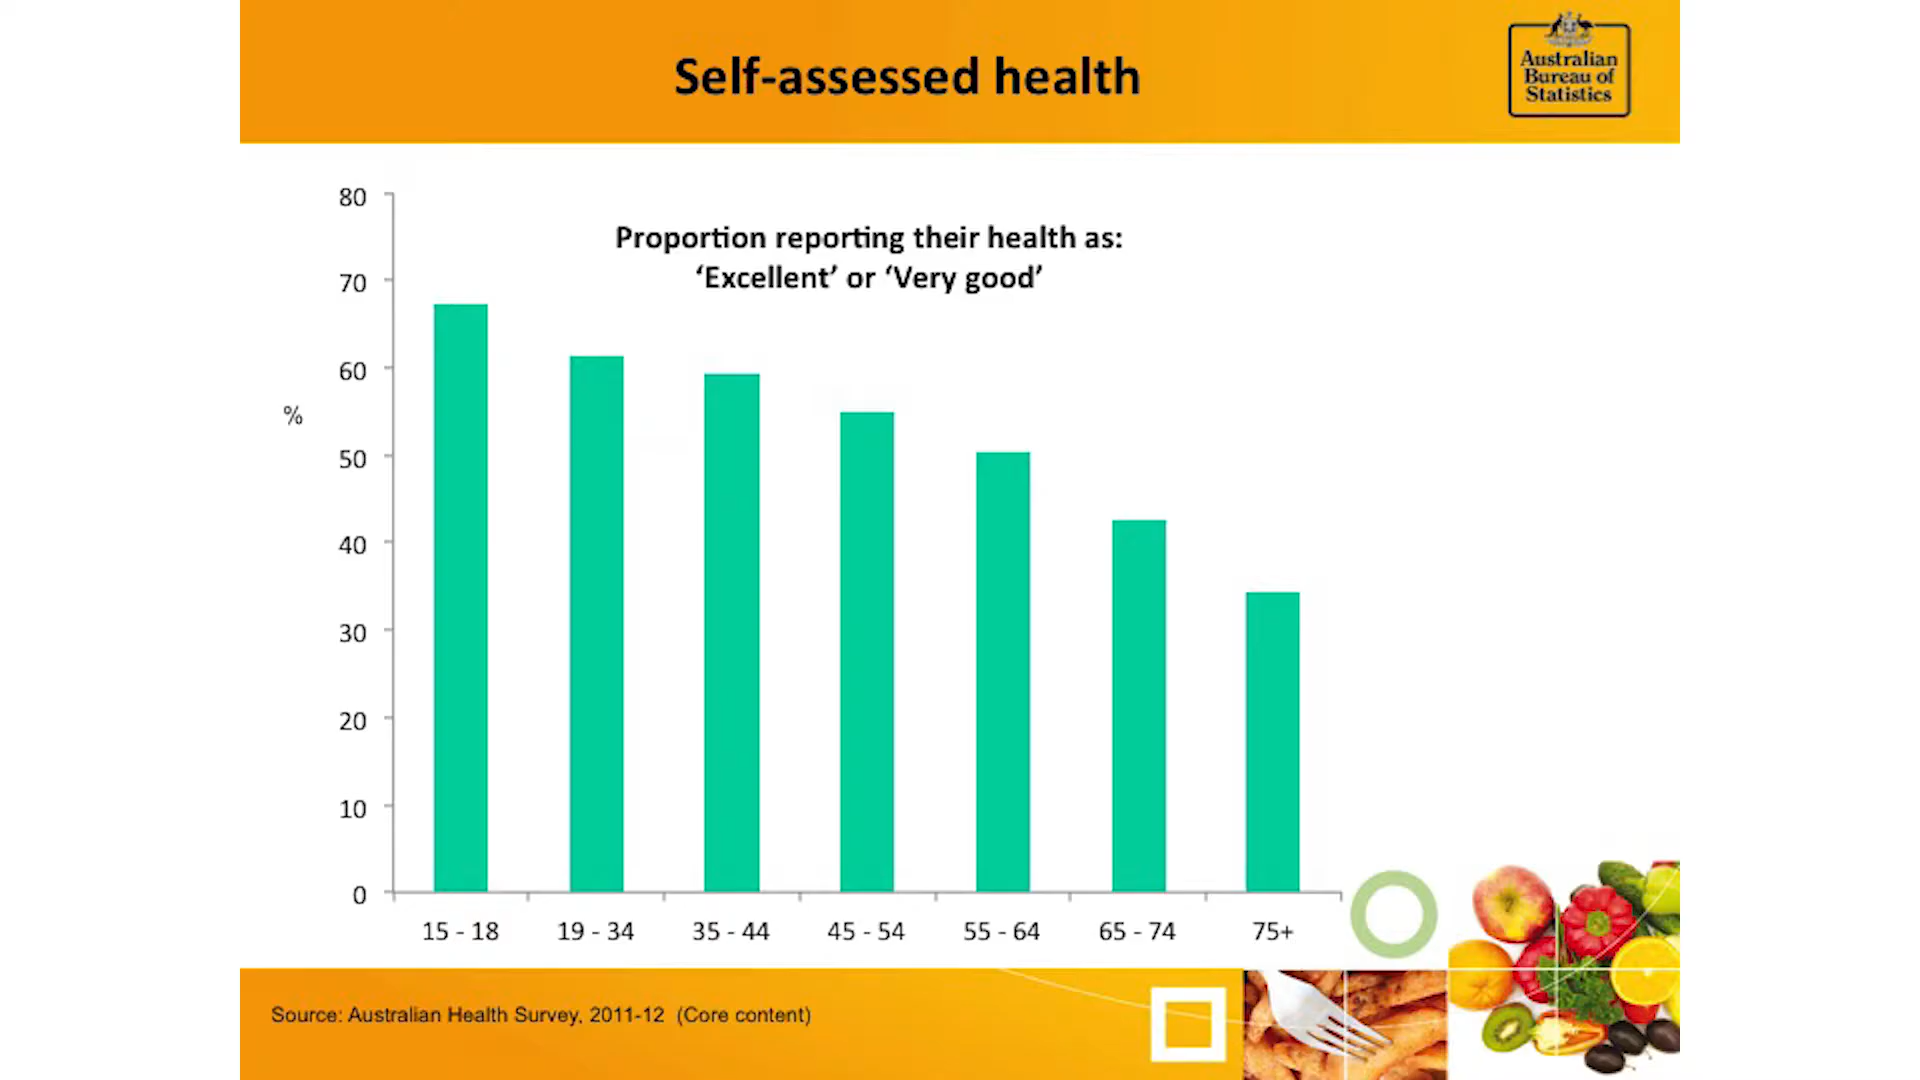 Self-assessed health
Australian
Bureau of
Statistics
Proportion reporting their health as:
‘Excellent’ or ‘Very good’
%
80
70
60
50
40
30
20
10
0
15 - 18 19 - 34 35 - 44 45 - 54 55 - 64 65 - 74 75+
Source: Australian Health Survey, 2011-12 (Core content)